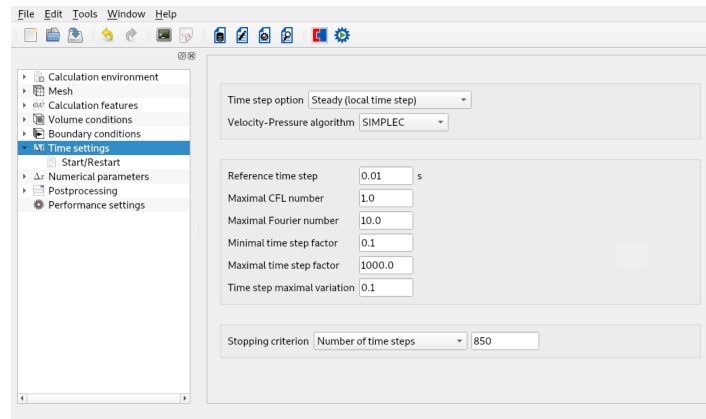 File Edit Tools Window Help
Calculation environment
Mesh
Calculation features
Volume conditions
Boundary conditions
Time settings
Start/Restart
Δx Numerical parameters
Postprocessing
Performance settings
Time step option Steady (local time step)
Velocity-Pressure algorithm SIMPLEC
Reference time step 0.01 s
Maximal CFL number 1.0
Maximal Fourier number 10.0
Minimal time step factor 0.1
Maximal time step factor 1000.0
Time step maximal variation 0.1
Stopping criterion Number of time steps 850